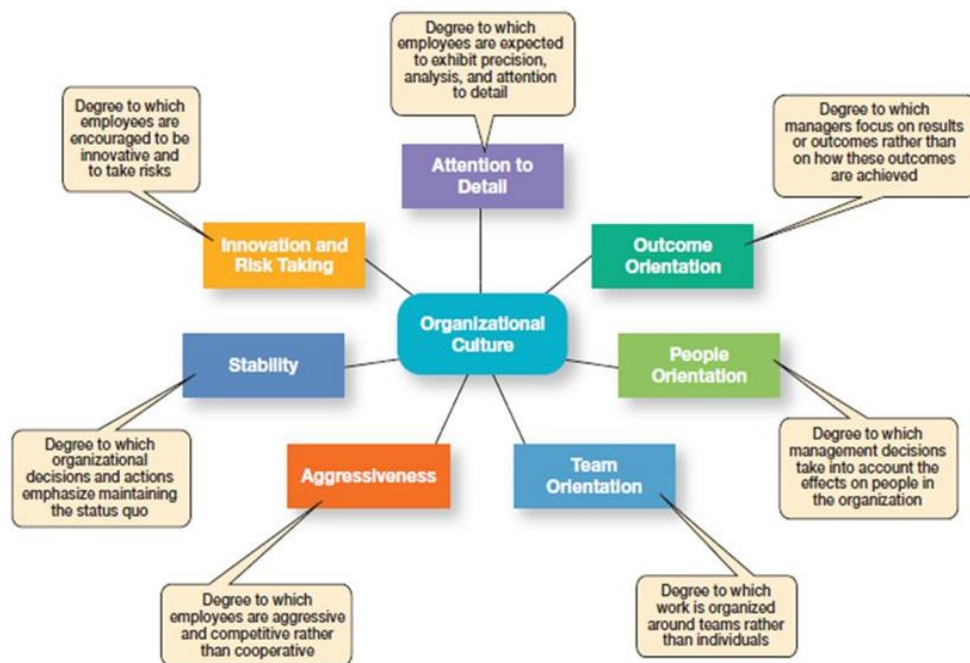 Degree to which
employees are expected
to exhibit precision,
analysis, and attention
to detail
Degree to which
employees are
encouraged to be
innovative and
to take risks
Degree to which
managers focus on results
or outcomes rather than
on how these outcomes
are achieved
Attention to
Detail
Innovation and
Risk Taking
Outcome
Orientation
Organizational
Culture
Stability
People
Orientation
Degree to which
organizational
decisions and actions
emphasize maintaining
the status quo
Aggressiveness
Team
Orientation
Degree to which
management decisions
take into account the
effects on people in
the organization
Degree to which
employees are aggressive
and competitive rather
than cooperative
Degree to which
work is organized
around teams rather
than individuals